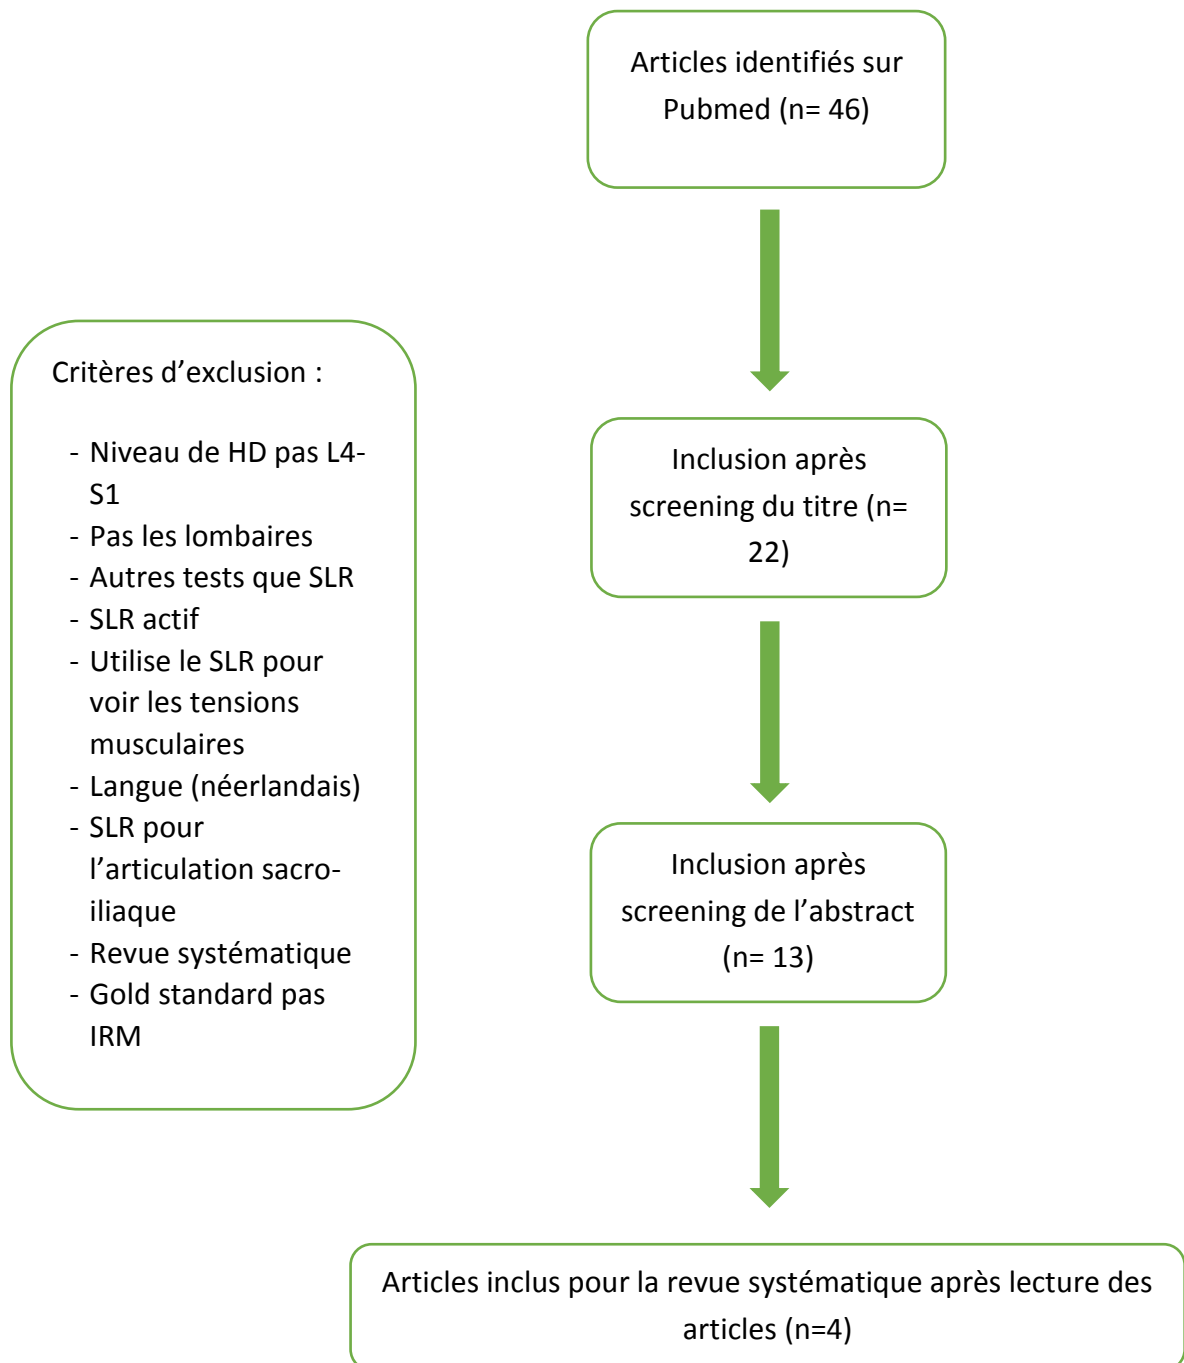 Articles identifiés sur
Pubmed (n= 46)
Critères d’exclusion :
- Niveau de HD pas L4-
S1
- Pas les lombaires
- Autres tests que SLR
- SLR actif
- Utilise le SLR pour
voir les tensions
musculaires
- Langue (néerlandais)
- SLR pour
l’articulation sacro-
iliaque
- Revue systématique
- Gold standard pas
IRM
Inclusion après
screening du titre (n=
22)
Inclusion après
screening de l’abstract
(n= 13)
Articles inclus pour la revue systématique après lecture des
articles (n=4)